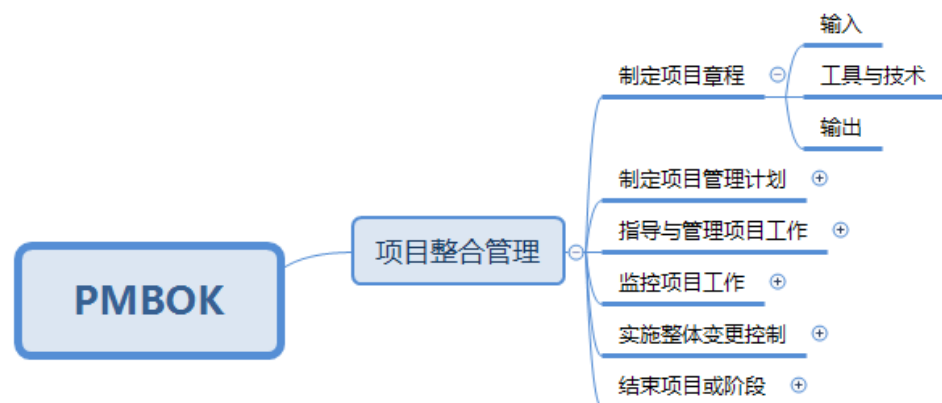 PMBOK
项目整合管理
制定项目章程
输入
工具与技术
输出
制定项目管理计划
指导与管理项目工作
监控项目工作
实施整体变更控制
结束项目或阶段